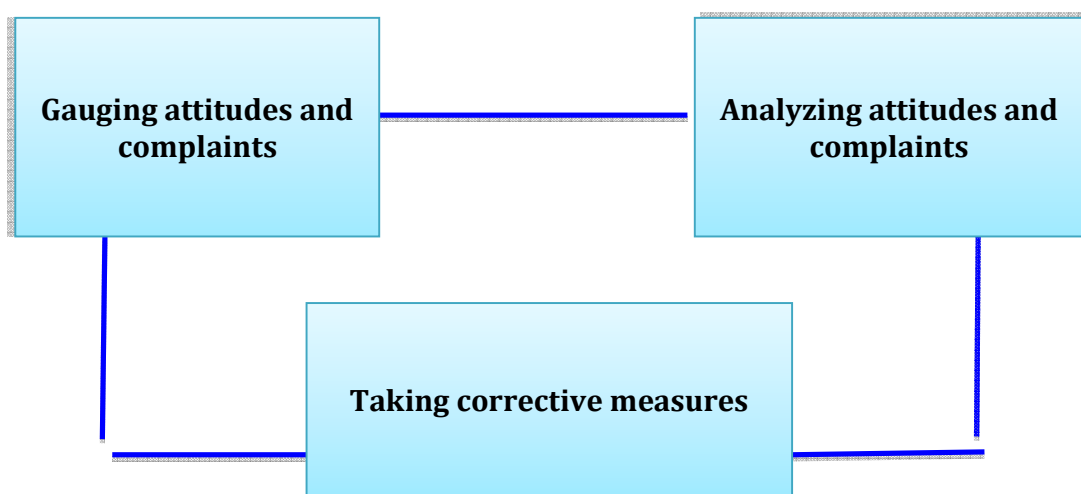 Gauging attitudes and
complaints
Analyzing attitudes and
complaints
Taking corrective measures